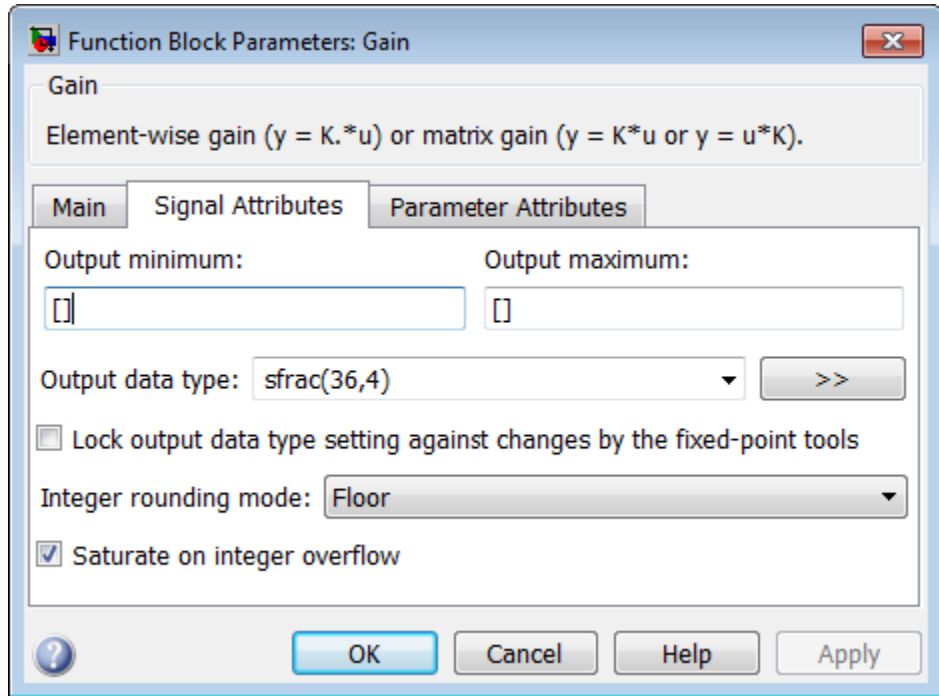 Function Block Parameters: Gain
Gain
Element-wise gain (y = K.*u) or matrix gain (y = K*u or y = u*K).
Main Signal Attributes Parameter Attributes
Output minimum: Output maximum:
[] []
Output data type: sfrac(36,4) >>
Lock output data type setting against changes by the fixed-point tools
Integer rounding mode: Floor
Saturate on integer overflow
? OK Cancel Help Apply